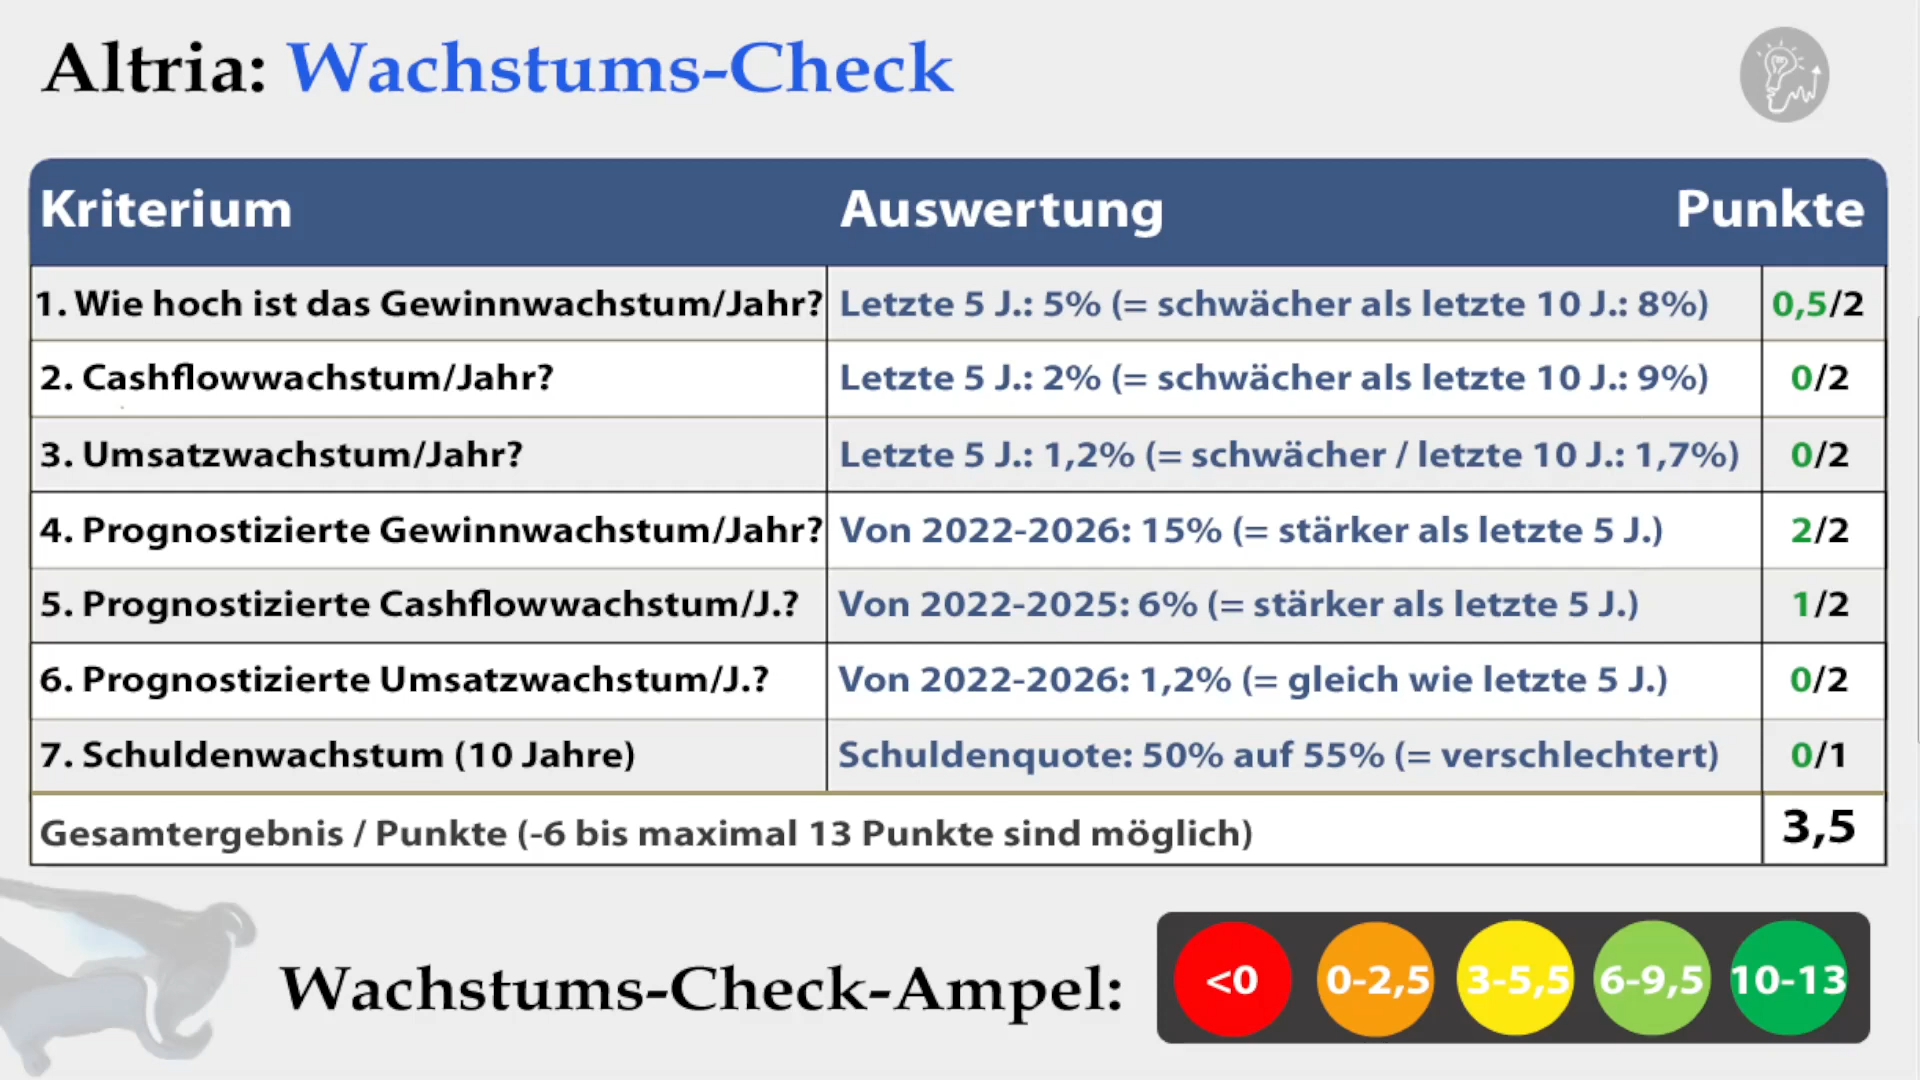 Altria: Wachstums-Check
Kriterium Auswertung Punkte
1. Wie hoch ist das Gewinnwachstum/Jahr? Letzte 5 J.: 5% (= schwächer als letzte 10 J.: 8%) 0,5/2
2. Cashflowwachstum/Jahr? Letzte 5 J.: 2% (= schwächer als letzte 10 J.: 9%) 0/2
3. Umsatzwachstum/Jahr? Letzte 5 J.: 1,2% (= schwächer / letzte 10 J.: 1,7%) 0/2
4. Prognostizierte Gewinnwachstum/Jahr? Von 2022-2026: 15% (= stärker als letzte 5 J.) 2/2
5. Prognostizierte Cashflowwachstum/J.? Von 2022-2025: 6% (= stärker als letzte 5 J.) 1/2
6. Prognostizierte Umsatzwachstum/J.? Von 2022-2026: 1,2% (= gleich wie letzte 5 J.) 0/2
7. Schuldenwachstum (10 Jahre) Schuldenquote: 50% auf 55% (= verschlechtert) 0/1
Gesamtergebnis / Punkte (-6 bis maximal 13 Punkte sind möglich) 3,5
Wachstums-Check-Ampel: <0 0-2,5 3-5,5 6-9,5 10-13